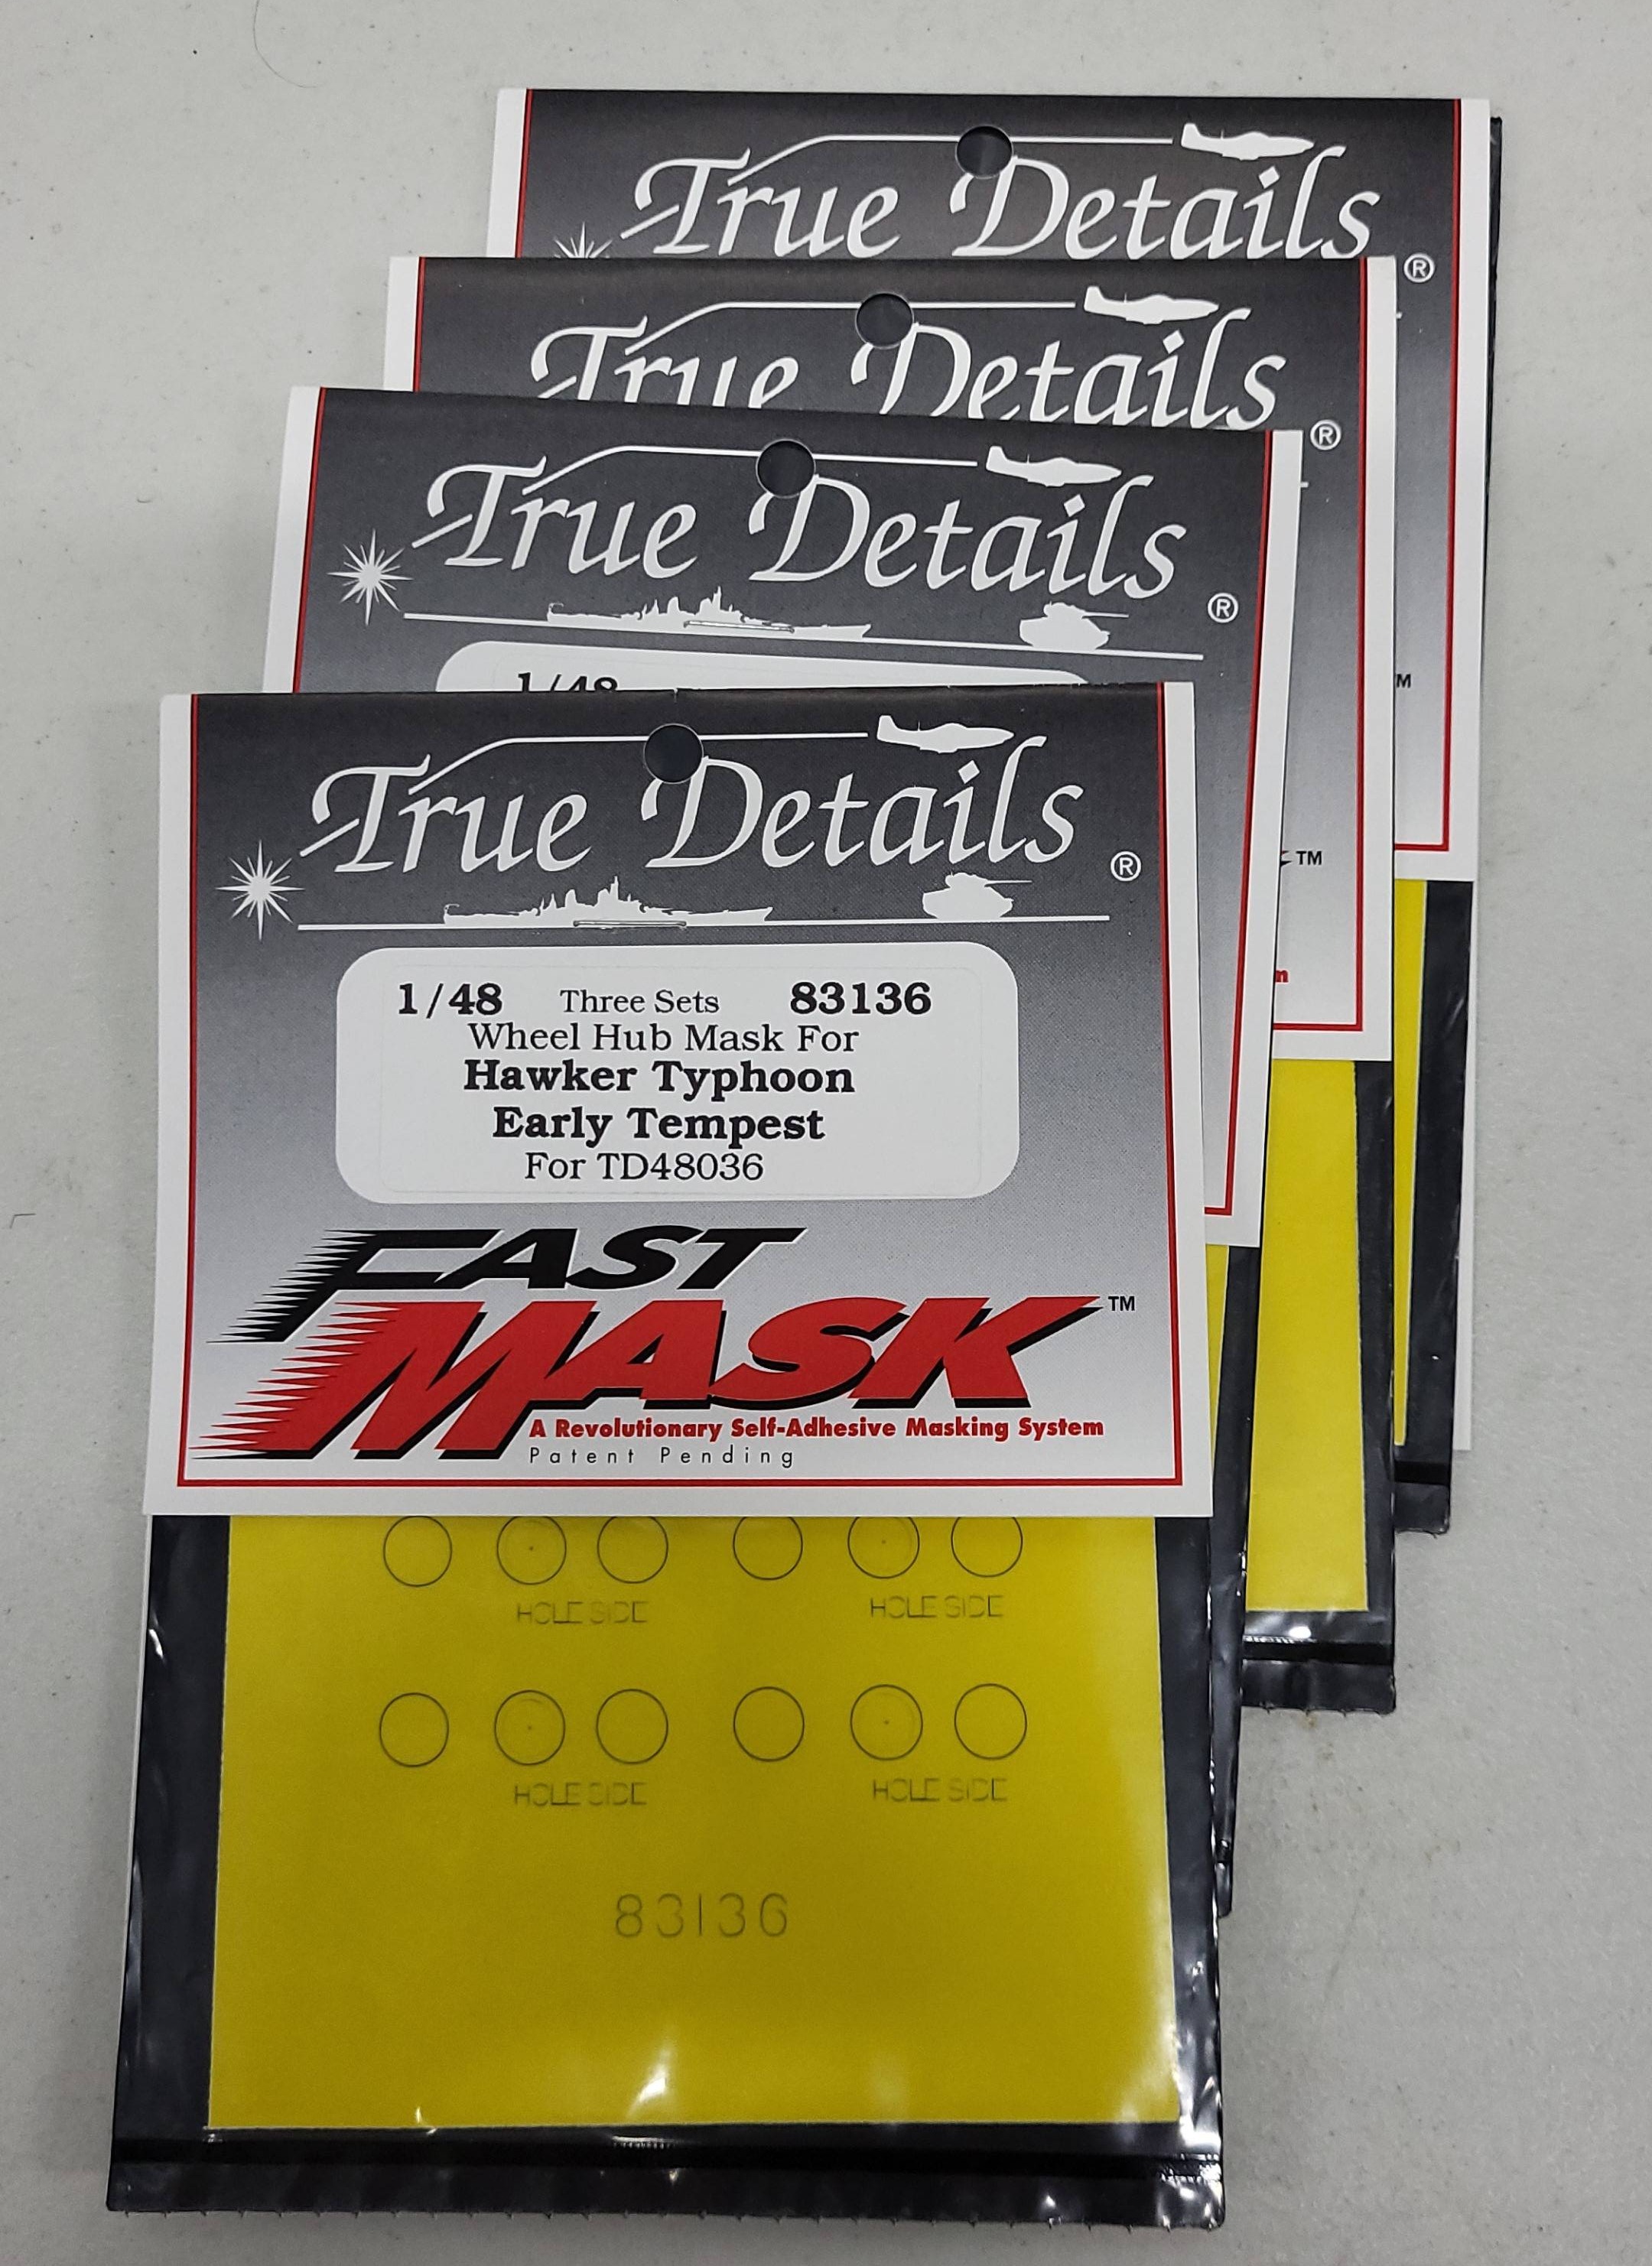 True Details ®
True Details ®
True Details ®
1/48
True Details ®
1/48 Three Sets 83136
Wheel Hub Mask For
Hawker Typhoon
Early Tempest
For TD48036
FAST
MASK ™
A Revolutionary Self-Adhesive Masking System
Patent Pending
HOLE SIDE HOLE SIDE
HOLE SIDE HOLE SIDE
83136
TM
TM